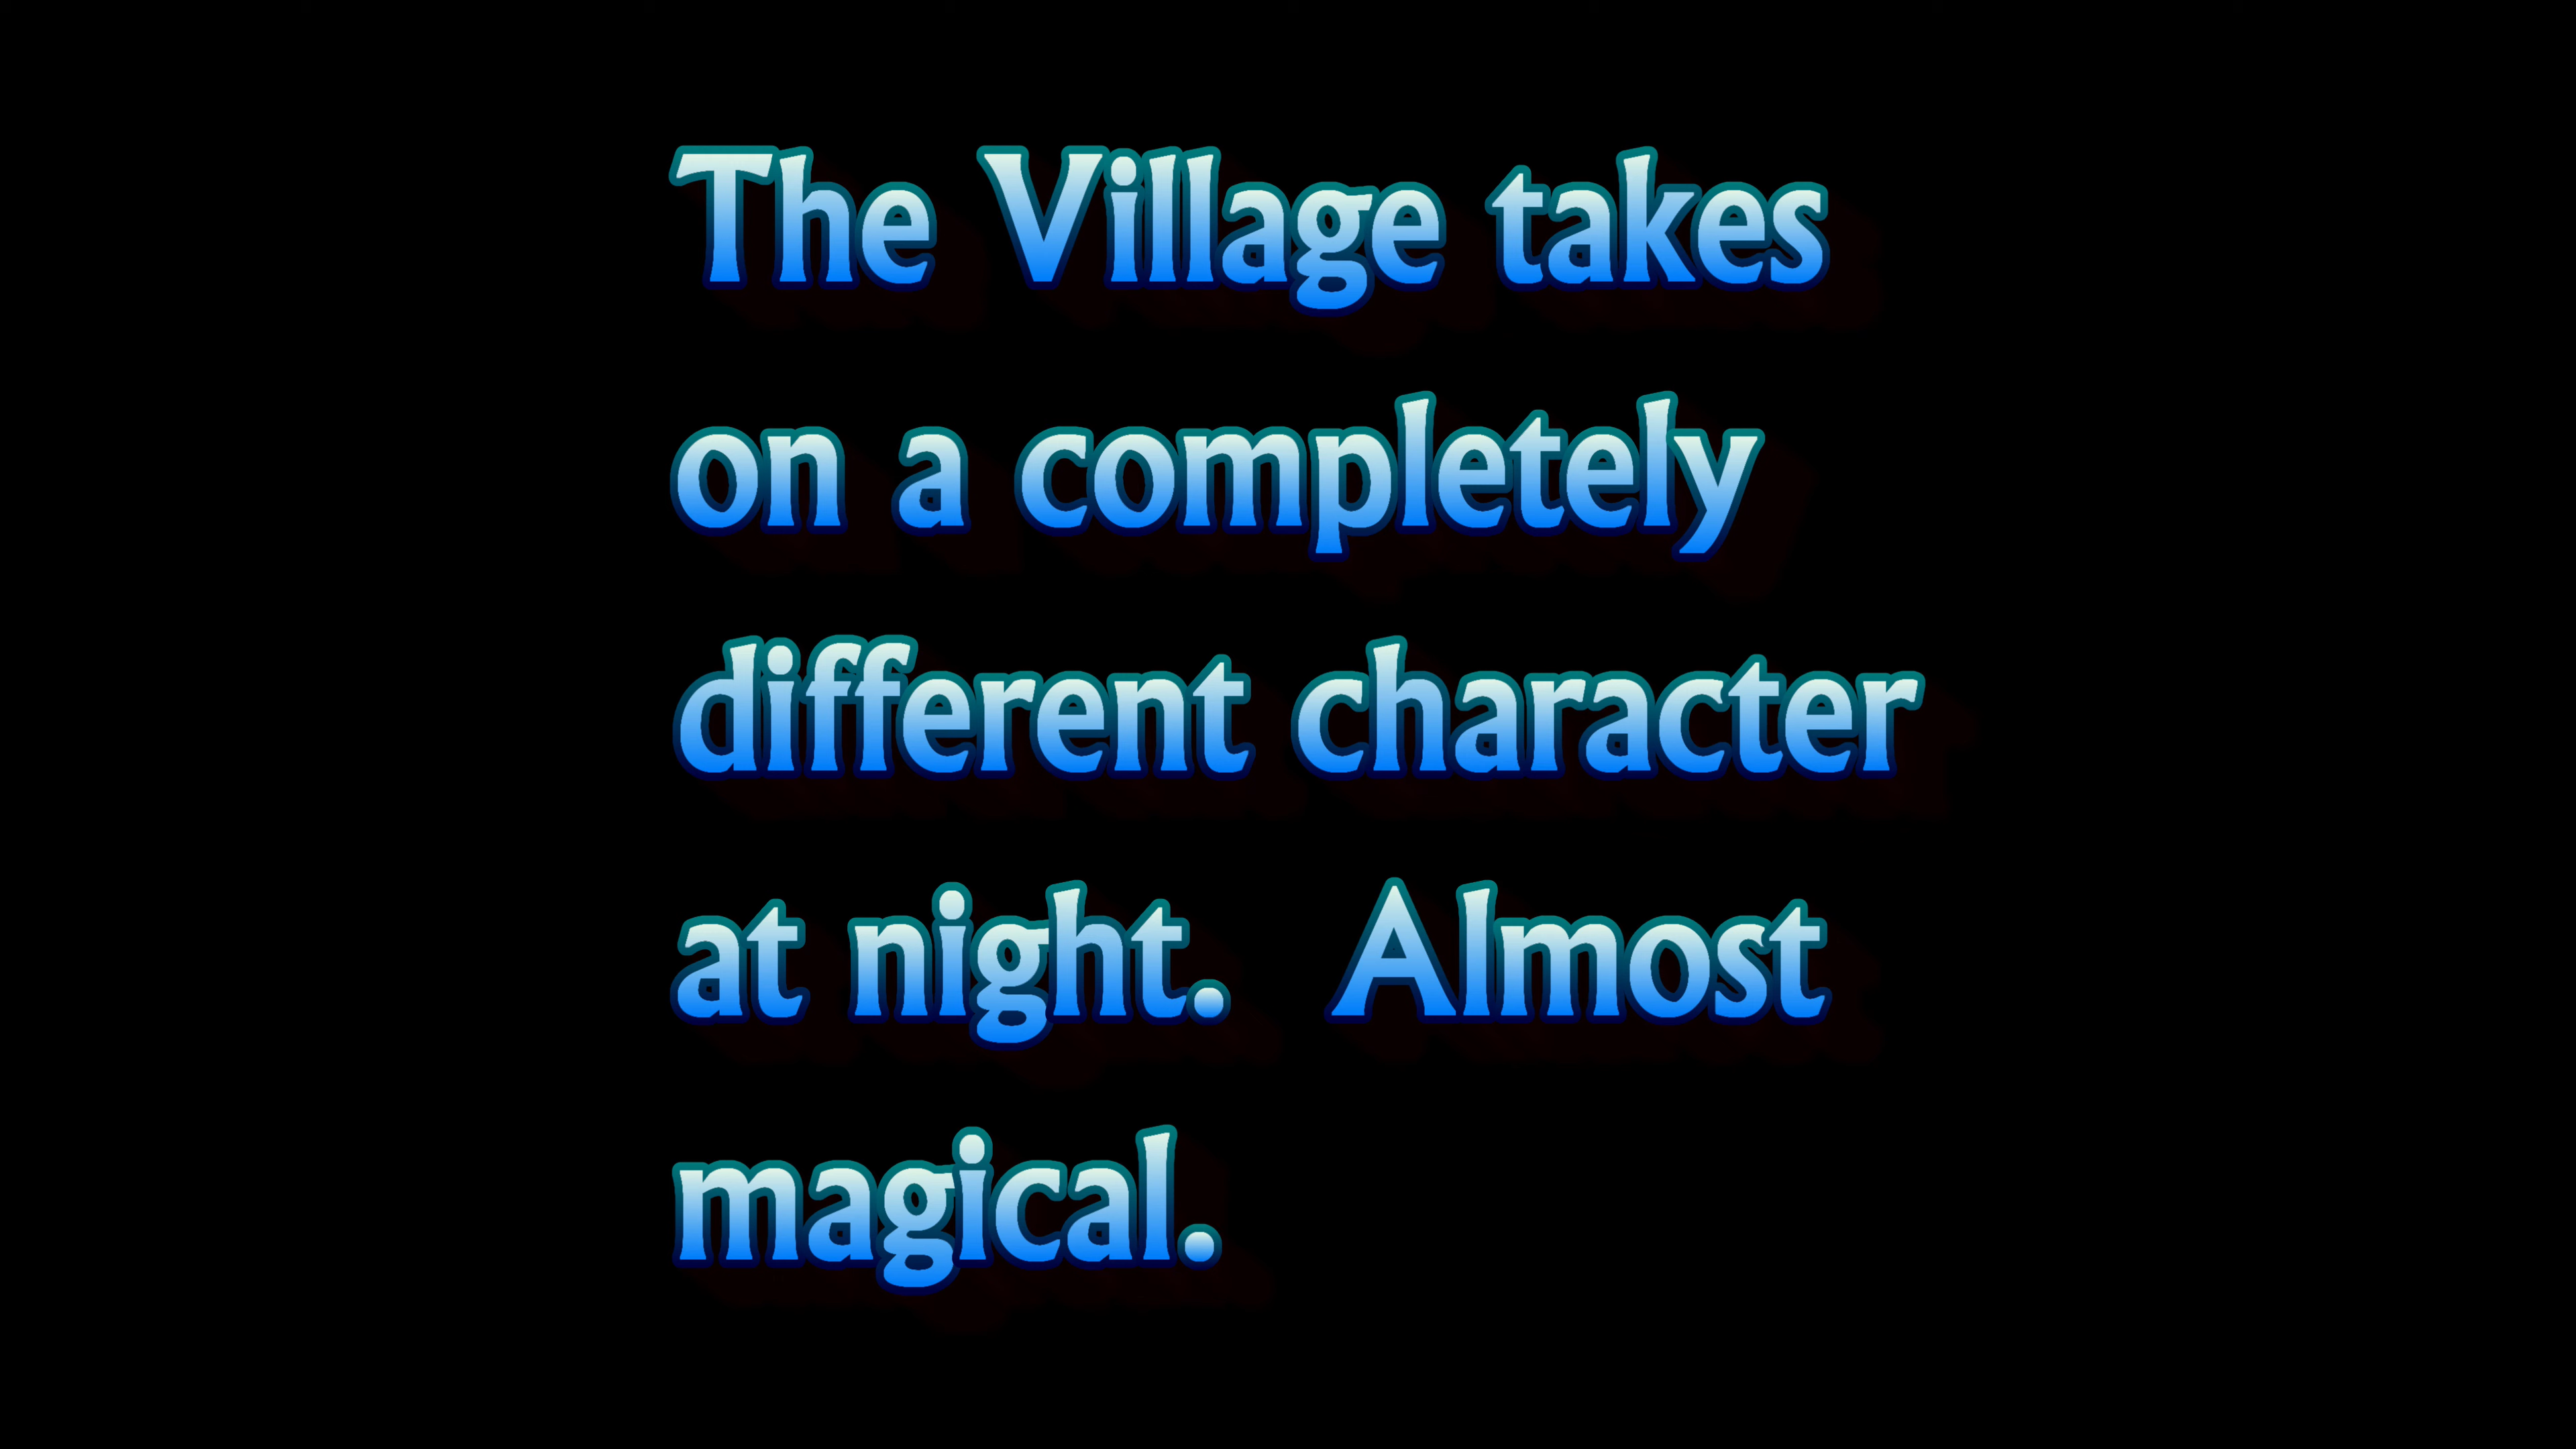 The Village takes
on a completely
different character
at night.  Almost
magical.